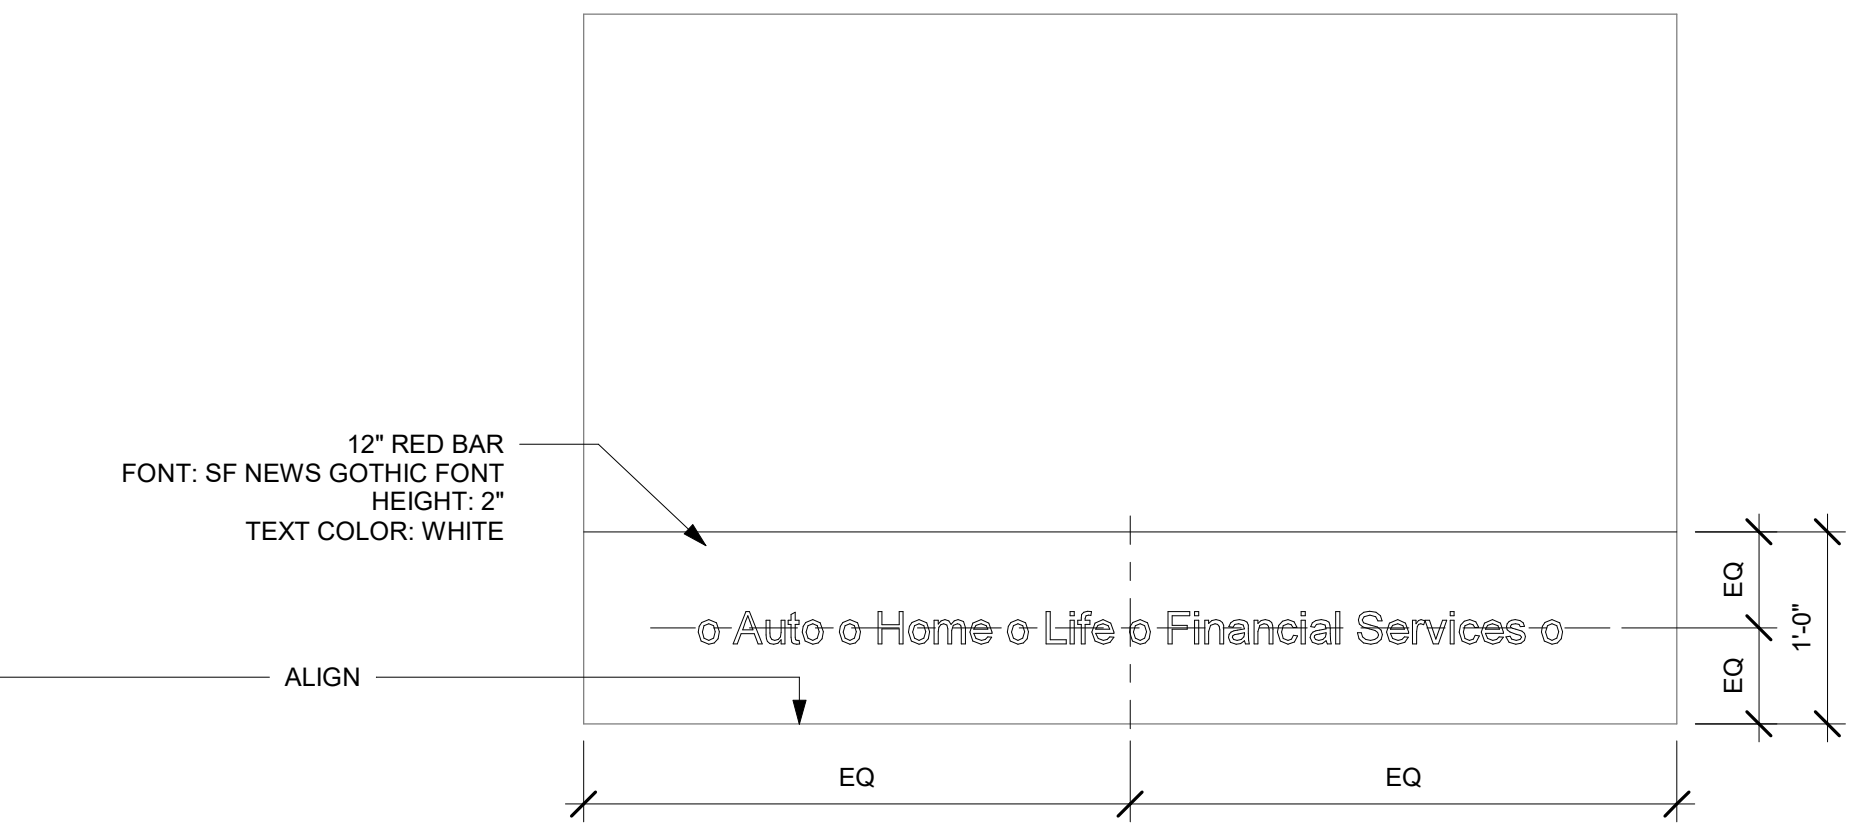 12" RED BAR
FONT: SF NEWS GOTHIC FONT
HEIGHT: 2"
TEXT COLOR: WHITE
EQ
o Auto o Home o Life o Financial Services o
1'-0"
ALIGN
EQ
EQ
EQ